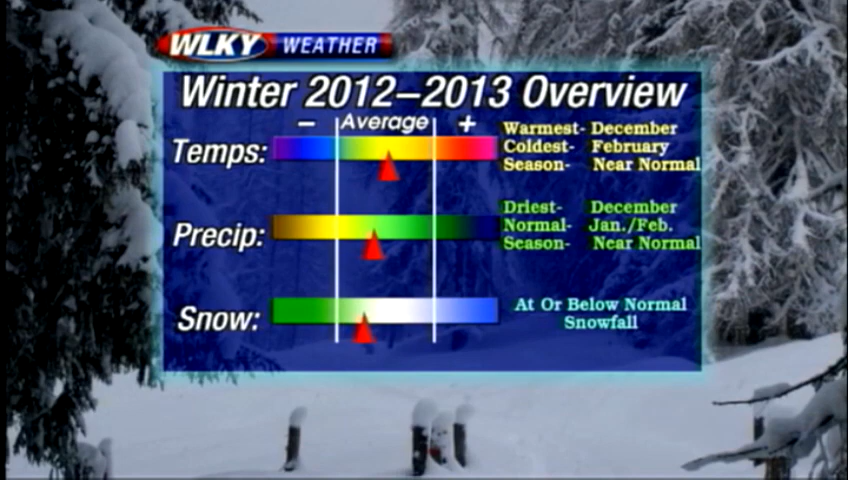 WLKY WEATHER
Winter 2012–2013 Overview
– Average +
Temps:
Warmest- December
Coldest- February
Season- Near Normal
Precip:
Driest- December
Normal- Jan./Feb.
Season- Near Normal
Snow:
At Or Below Normal
Snowfall